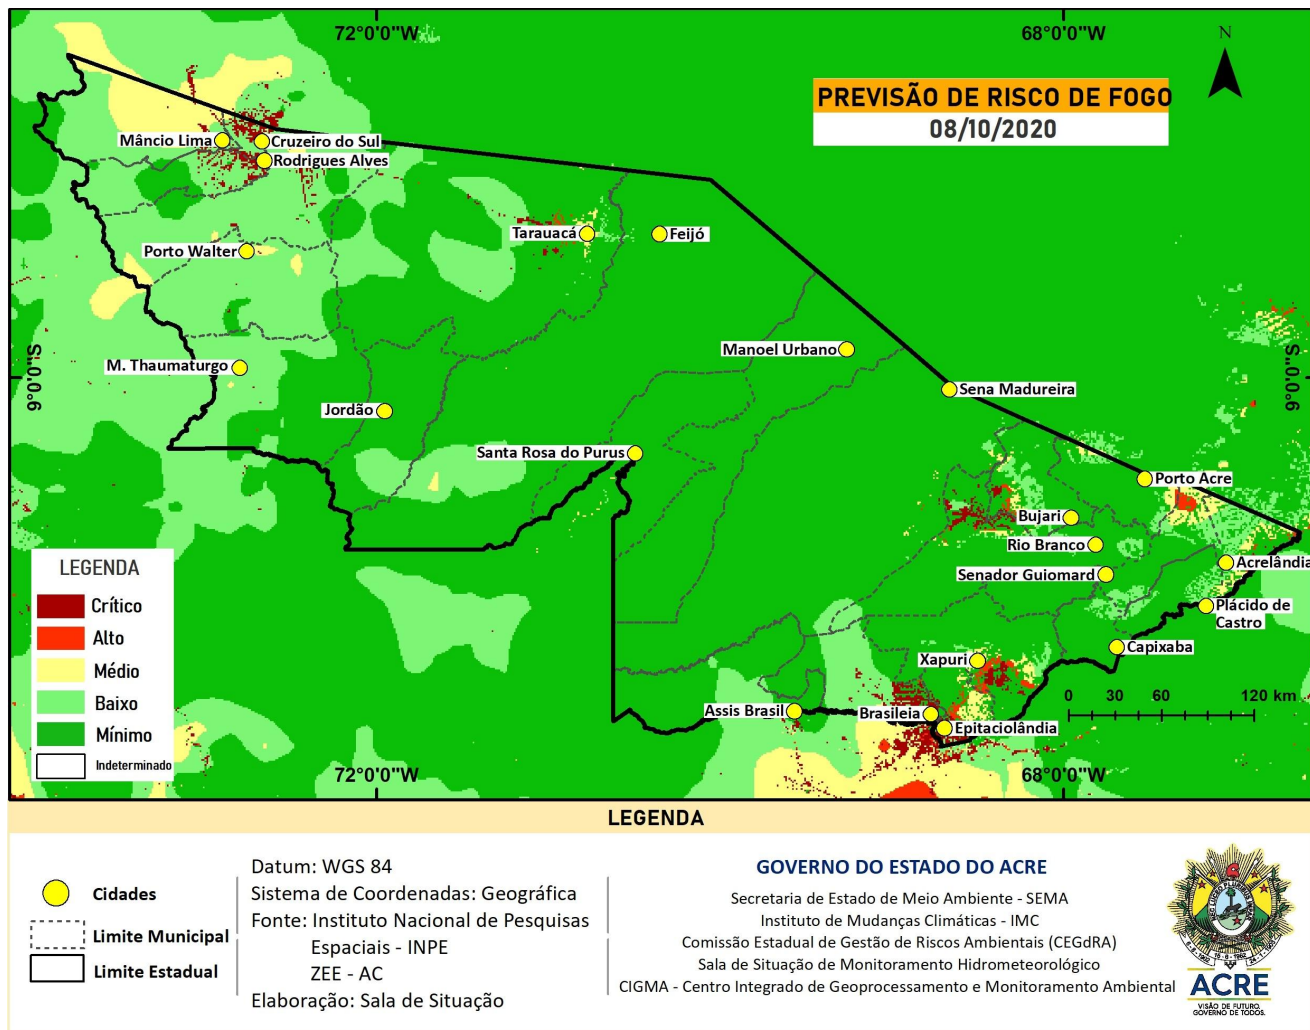 72°0'0"W
68°0'0"W
N
PREVISÃO DE RISCO DE FOGO
08/10/2020
Mâncio Lima
Cruzeiro do Sul
Rodrigues Alves
Tarauacá
Feijó
Porto Walter
Manoel Urbano
M. Thaumaturgo
9°0'0"S
9°0'0"S
Sena Madureira
Jordão
Santa Rosa do Purus
Porto Acre
Bujari
Rio Branco
Acrelândia
Senador Guiomard
Plácido de
Castro
Capixaba
Xapuri
Assis Brasil
Brasileia
Epitaciolândia
0 30 60 120 km
LEGENDA
Crítico
Alto
Médio
Baixo
Mínimo
Indeterminado
72°0'0"W
68°0'0"W
LEGENDA
Cidades
Limite Municipal
Limite Estadual
Datum: WGS 84
Sistema de Coordenadas: Geográfica
Fonte: Instituto Nacional de Pesquisas
Espaciais - INPE
ZEE - AC
Elaboração: Sala de Situação
GOVERNO DO ESTADO DO ACRE
Secretaria de Estado de Meio Ambiente - SEMA
Instituto de Mudanças Climáticas - IMC
Comissão Estadual de Gestão de Riscos Ambientais (CEGdRA)
Sala de Situação de Monitoramento Hidrometeorológico
CIGMA - Centro Integrado de Geoprocessamento e Monitoramento Ambiental
ACRE
VISÃO DE FUTURO.
GOVERNO DE TODOS.